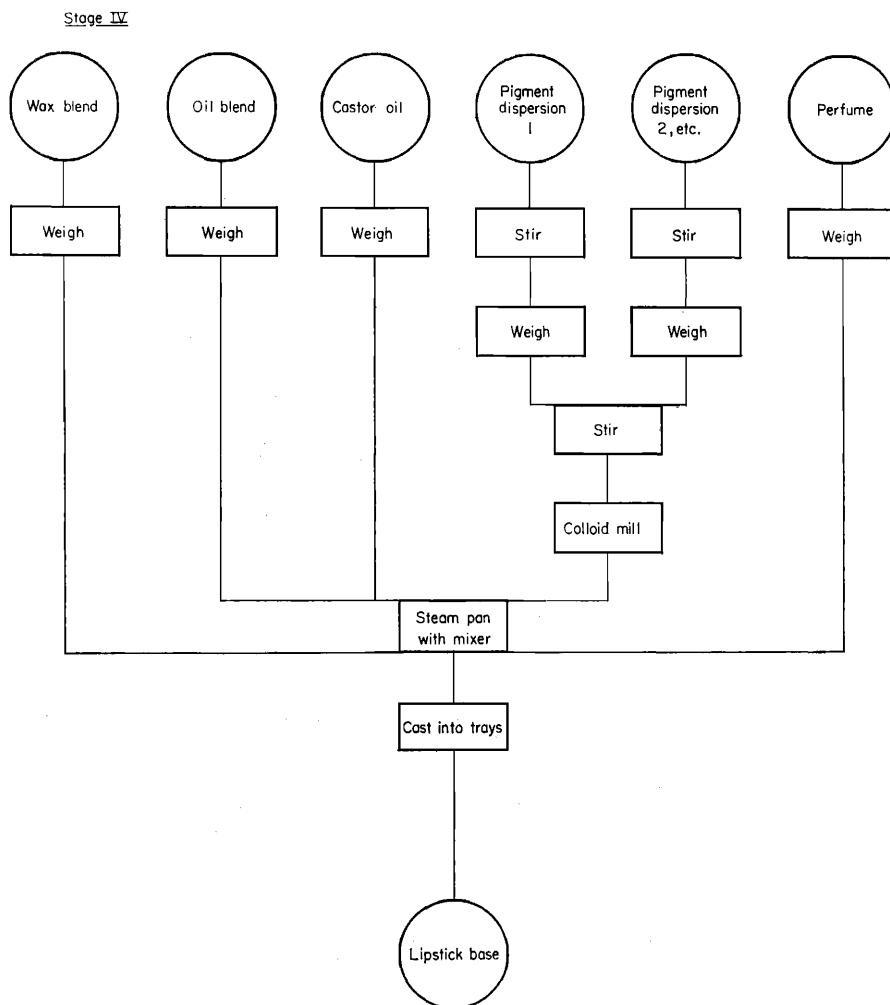 Stage IV
Wax blend
Oil blend
Castor oil
Pigment
dispersion
1
Pigment
dispersion
2, etc.
Perfume
Weigh
Weigh
Weigh
Stir
Stir
Weigh
Weigh
Weigh
Stir
Colloid mill
Steam pan
with mixer
Cast into trays
Lipstick base